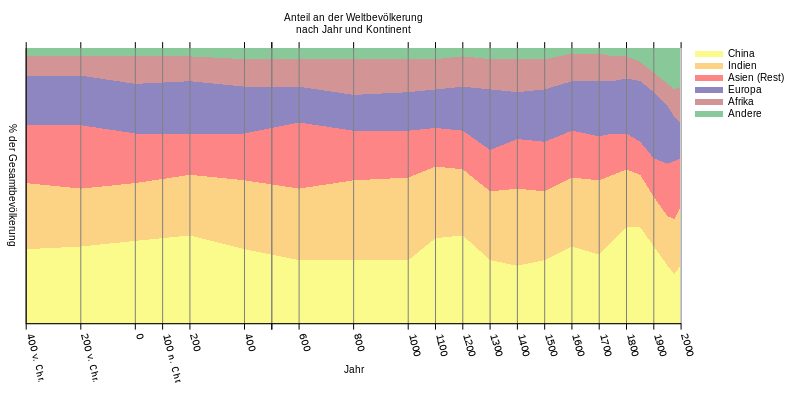 Anteil an der Weltbevölkerung
nach Jahr und Kontinent
China
Indien
Asien (Rest)
Europa
Afrika
Andere
% der Gesamtbevölkerung
400 v. Chr.
200 v. Chr.
0
100 n. Chr.
200
400
600
800
1000
1100
1200
1300
1400
1500
1600
1700
1800
1900
2000
Jahr